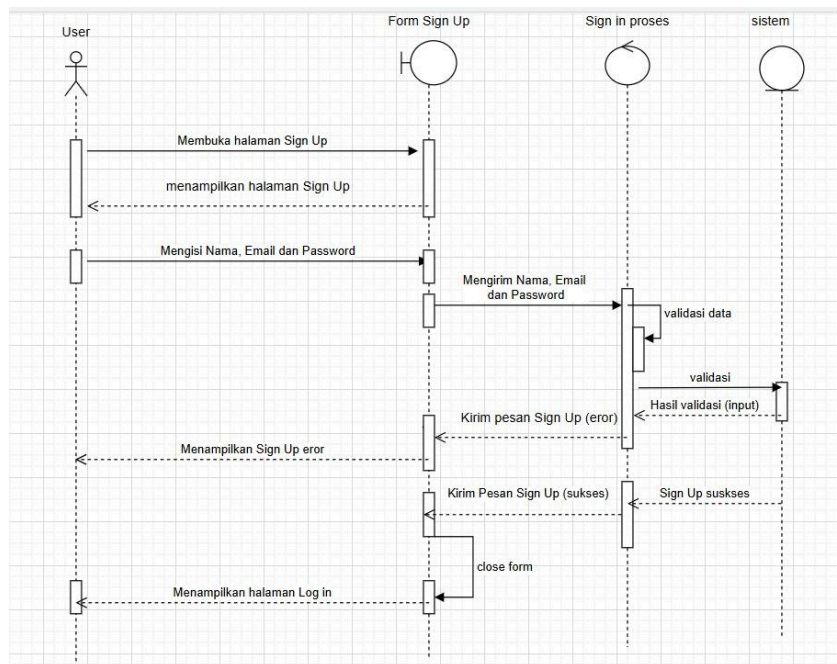 User
Form Sign Up
Sign in proses
sistem
Membuka halaman Sign Up
menampilkan halaman Sign Up
Mengisi Nama, Email dan Password
Mengirim Nama, Email
dan Password
validasi data
validasi
Hasil validasi (input)
Kirim pesan Sign Up (eror)
Menampilkan Sign Up eror
Kirim Pesan Sign Up (sukses)
Sign Up suskses
close form
Menampilkan halaman Log in